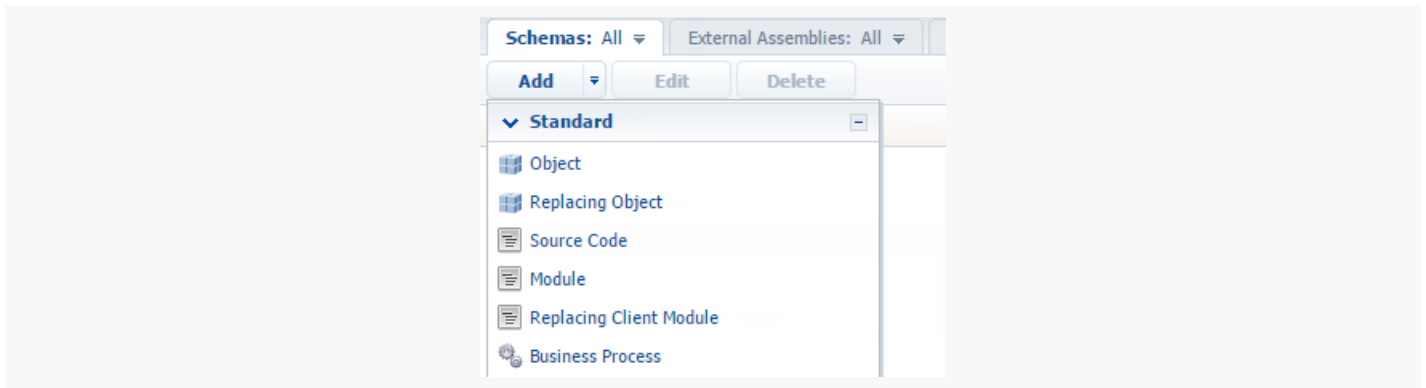 Schemas: All External Assemblies: All
Add Edit Delete
Standard
Object
Replacing Object
Source Code
Module
Replacing Client Module
Business Process